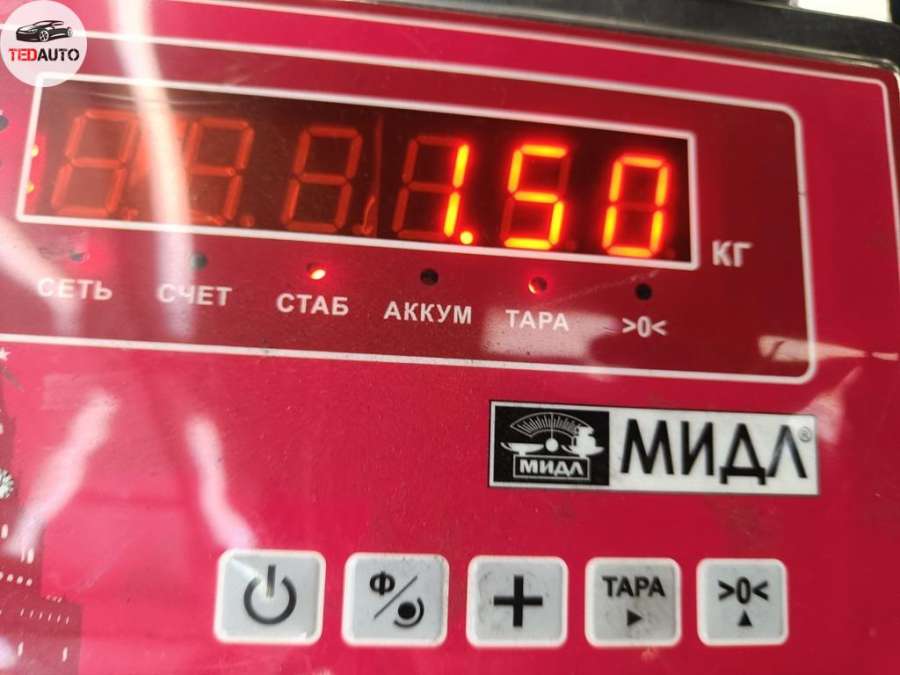 TEDAUTO
1.50
КГ
СЕТЬ СЧЕТ СТАБ АККУМ ТАРА >0<
МИДЛ МИДЛ®
Ф + ТАРА >0<